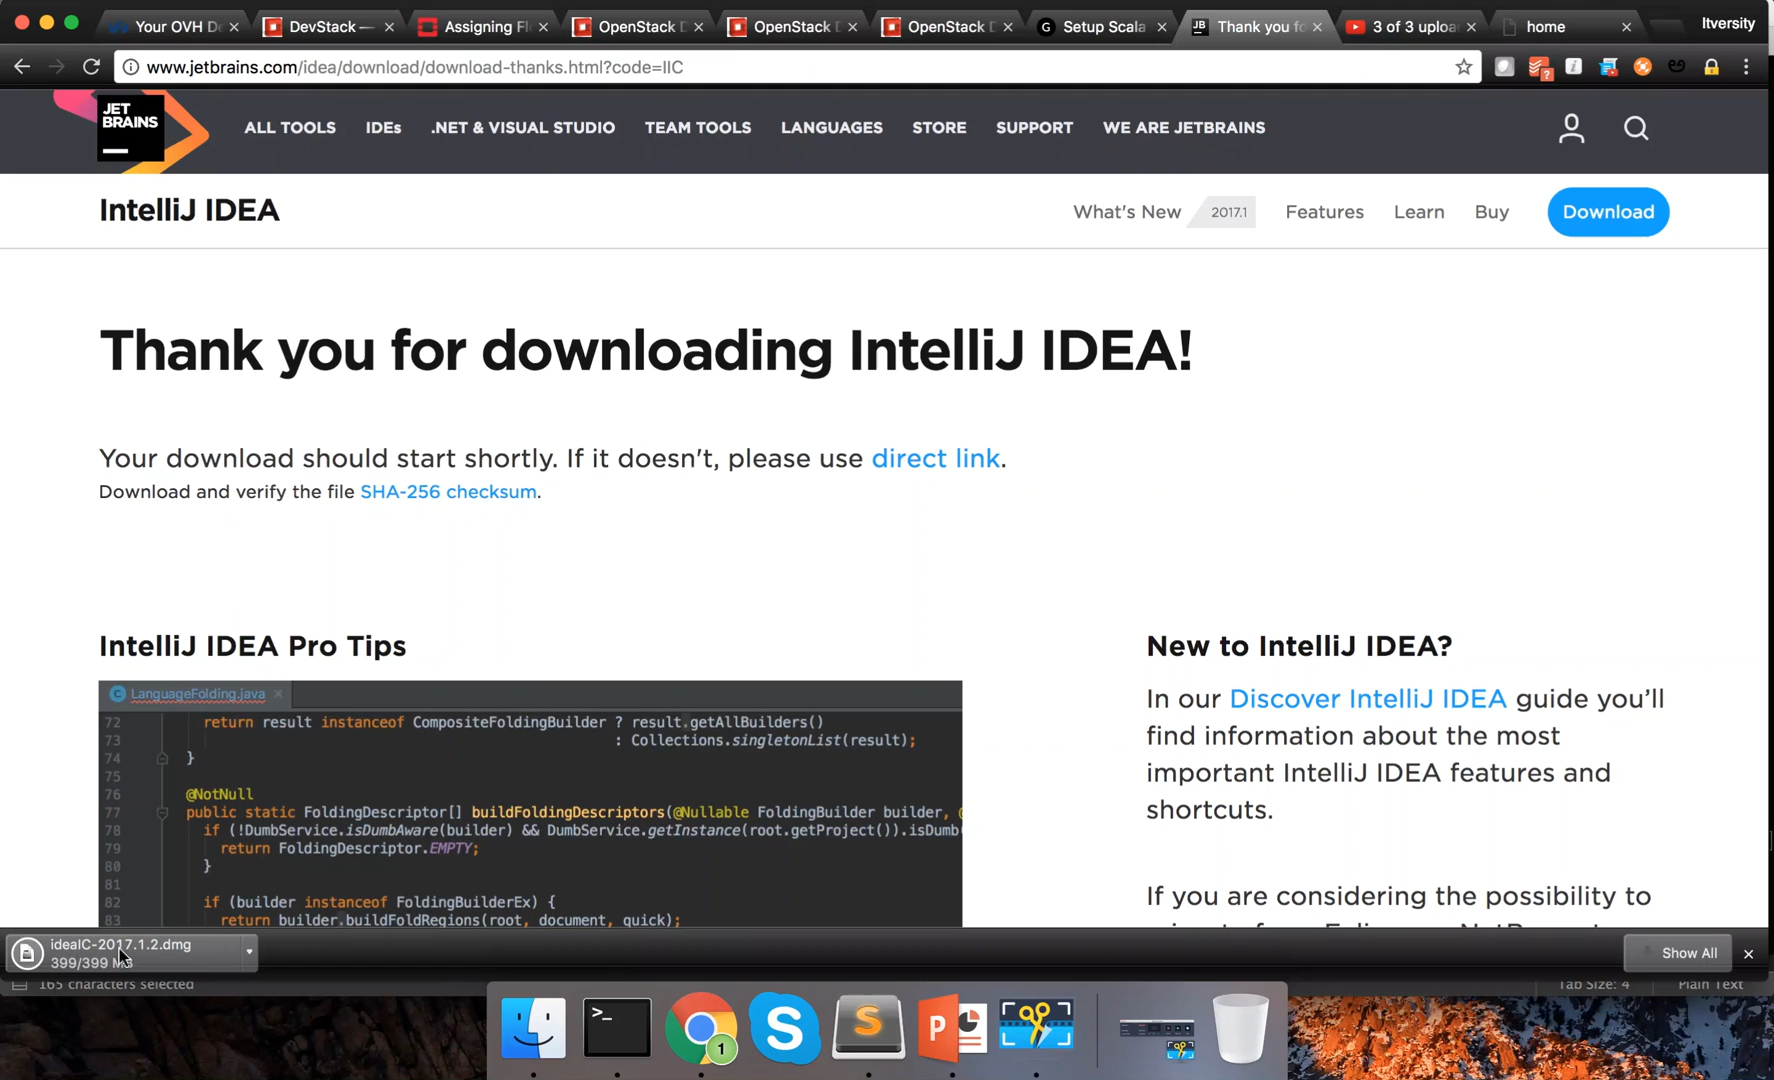 Your OVH De
DevStack —
Assigning Fl
OpenStack D
OpenStack D
OpenStack D
Setup Scala
Thank you fo
3 of 3 uploa
home
Itversity
www.jetbrains.com/idea/download/download-thanks.html?code=IIC
JET BRAINS
ALL TOOLS IDEs .NET & VISUAL STUDIO TEAM TOOLS LANGUAGES STORE SUPPORT WE ARE JETBRAINS
IntelliJ IDEA
What's New 2017.1 Features Learn Buy Download
Thank you for downloading IntelliJ IDEA!
Your download should start shortly. If it doesn't, please use direct link.
Download and verify the file SHA-256 checksum.
IntelliJ IDEA Pro Tips
LanguageFolding.java
72 return result instanceof CompositeFoldingBuilder ? result.getAllBuilders()
73 : Collections.singletonList(result);
74 }
75
76 @NotNull
77 public static FoldingDescriptor[] buildFoldingDescriptors(@Nullable FoldingBuilder builder,
78 if (!DumbService.isDumbAware(builder) && DumbService.getInstance(root.getProject()).isDumb(
79 return FoldingDescriptor.EMPTY;
80 }
81
82 if (builder instanceof FoldingBuilderEx) {
83 return builder.buildFoldRegions(root, document, quick);
New to IntelliJ IDEA?
In our Discover IntelliJ IDEA guide you'll
find information about the most
important IntelliJ IDEA features and
shortcuts.
If you are considering the possibility to
idealC-2017.1.2.dmg
399/399 MB
Show All
165 characters selected
Tab Size: 4 Plain Text